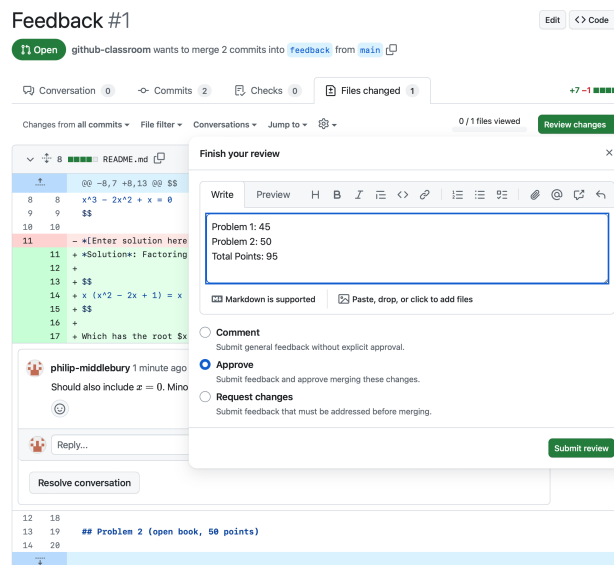 Feedback #1
Edit
<> Code
Open
github-classroom wants to merge 2 commits into feedback from main
Conversation 0
Commits 2
Checks 0
Files changed 1
+7 −1
Changes from all commits
File filter
Conversations
Jump to
0 / 1 files viewed
Review changes
8
README.md
Finish your review
×
@@ -8,7 +8,13 @@ $$
8 8 x^3 - 2x^2 + x = 0
9 9 $$
10 10
11 - *[Enter solution here
11 + *Solution*: Factoring
12 +
13 + $$
14 + x (x^2 - 2x + 1) = x
15 + $$
16 +
17 + Which has the root $x
Write
Preview
H B I
Problem 1: 45
Problem 2: 50
Total Points: 95
Markdown is supported
Paste, drop, or click to add files
Comment
Submit general feedback without explicit approval.
Approve
Submit feedback and approve merging these changes.
Request changes
Submit feedback that must be addressed before merging.
Submit review
philip-middlebury 1 minute ago
Should also include x = 0. Mino
Reply...
Resolve conversation
12 18
13 19 ## Problem 2 (open book, 50 points)
14 20